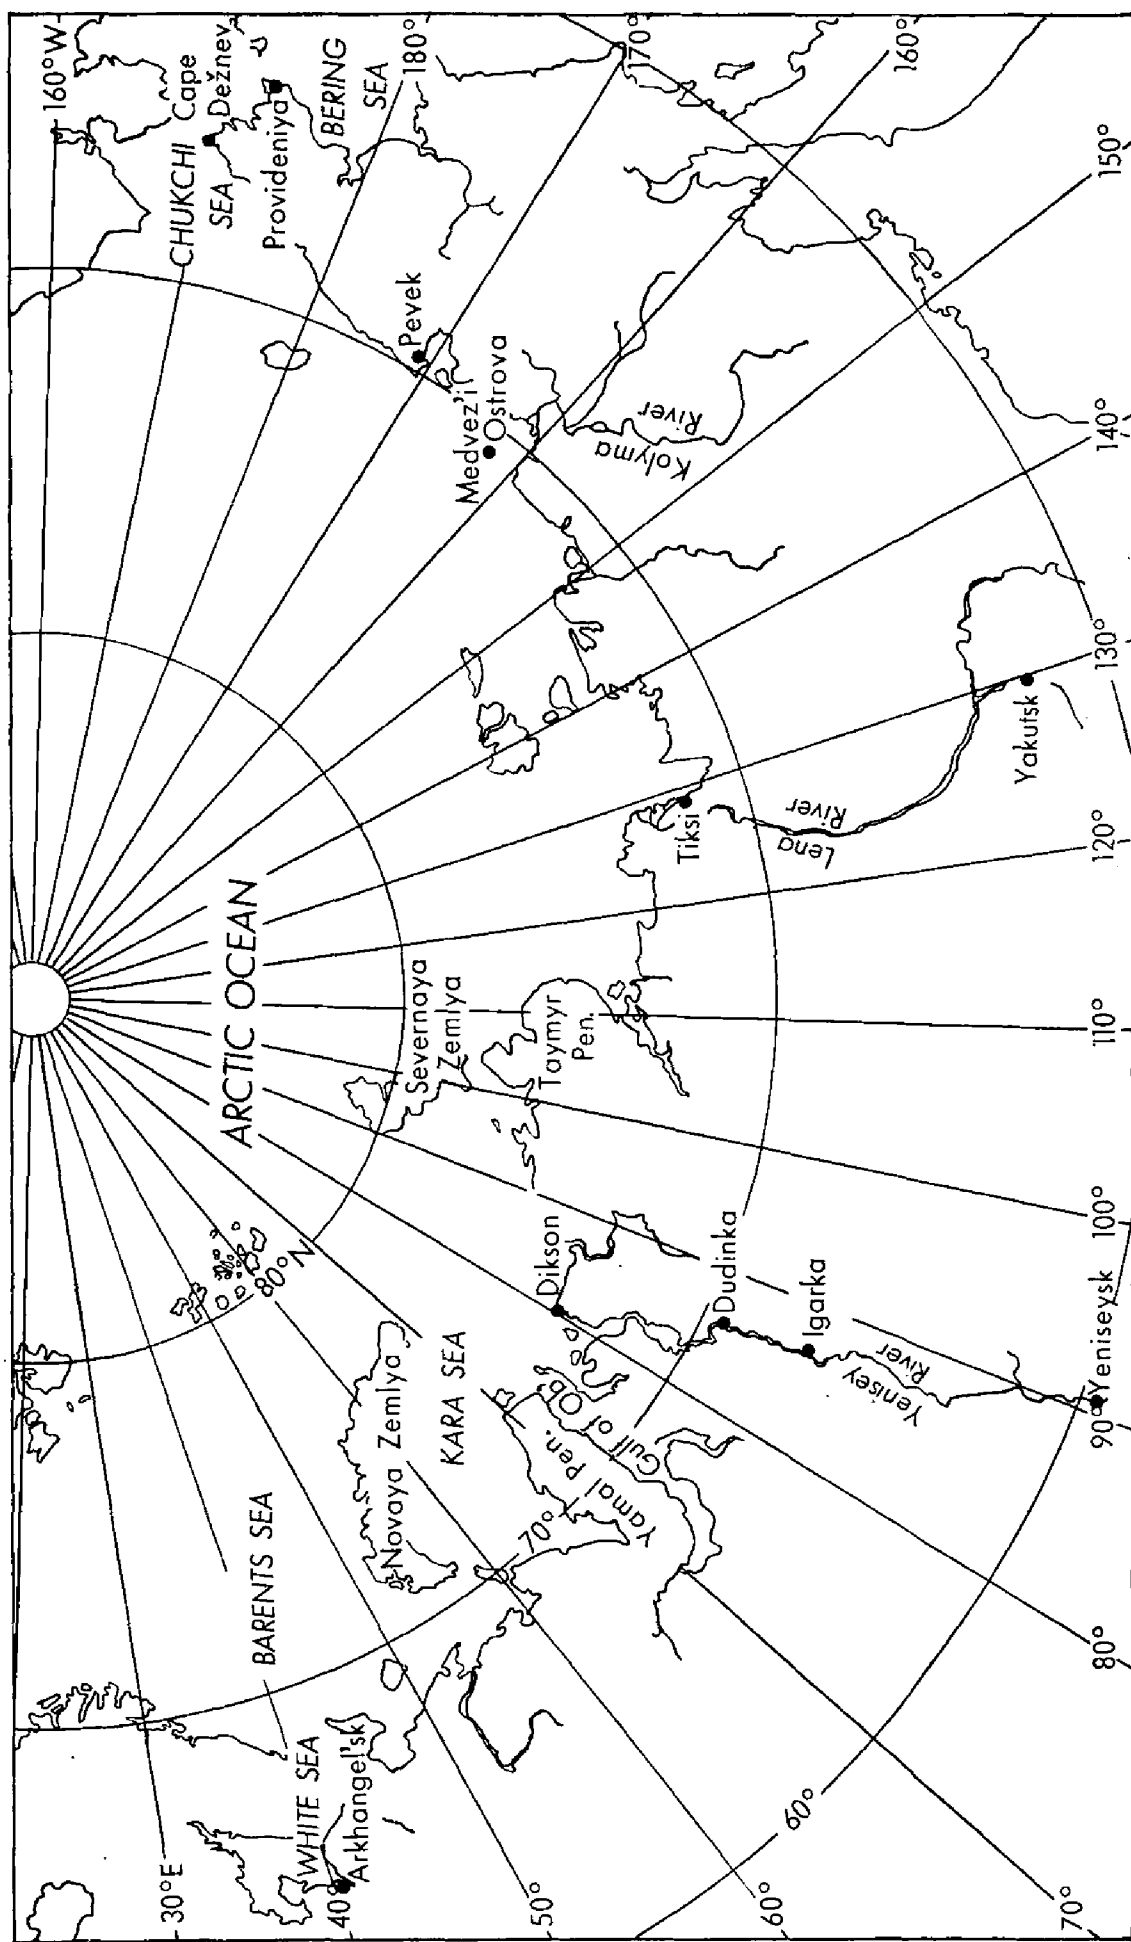 160°W
CHUKCHI
SEA
Cape
Dežnev
Provideniya
BERING
SEA
180°
170°
160°
150°
140°
130°
120°
110°
100°
90°
80°
70°
60°
50°
40°
30°E
Pevek
Medvez'i
Ostrova
Kolyma
River
ARCTIC OCEAN
Severnaya
Zemlya
Taymyr
Pen.
Tiksi
Lena
River
Yakutsk
80°N
Dikson
Dudinka
Igarka
Yenisey
River
Yeniseysk
Novaya Zemlya
KARA SEA
Gulf of OB
Yamal Pen.
70°
60°
BARENTS SEA
WHITE SEA
Arkhangel'sk